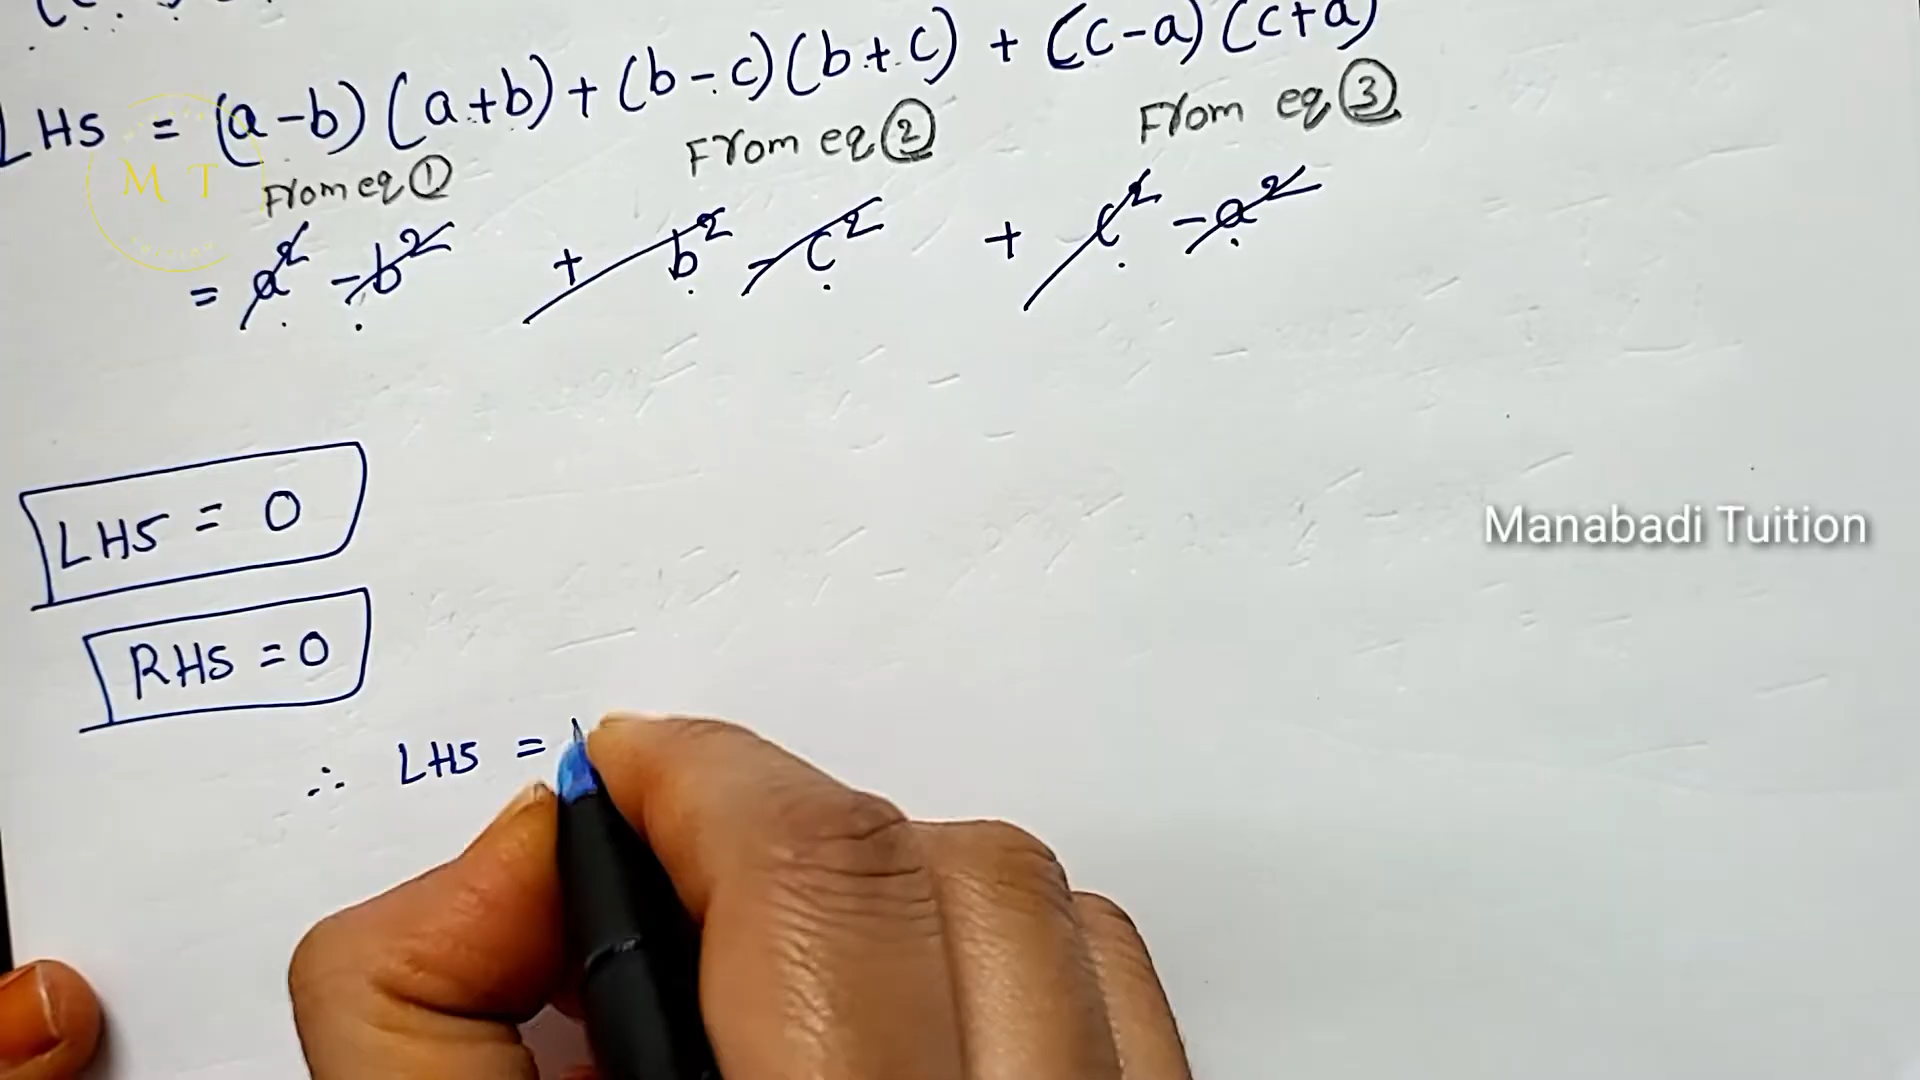 LHS = (a-b)(a+b)+(b-c)(b+c) + (c-a)(c+a)
From eq ① From eq ② From eq ③
= a² - b² + b² - c² + c² - a²
M T
Manabadi Tuition
LHS = 0
RHS = 0
∴ LHS =